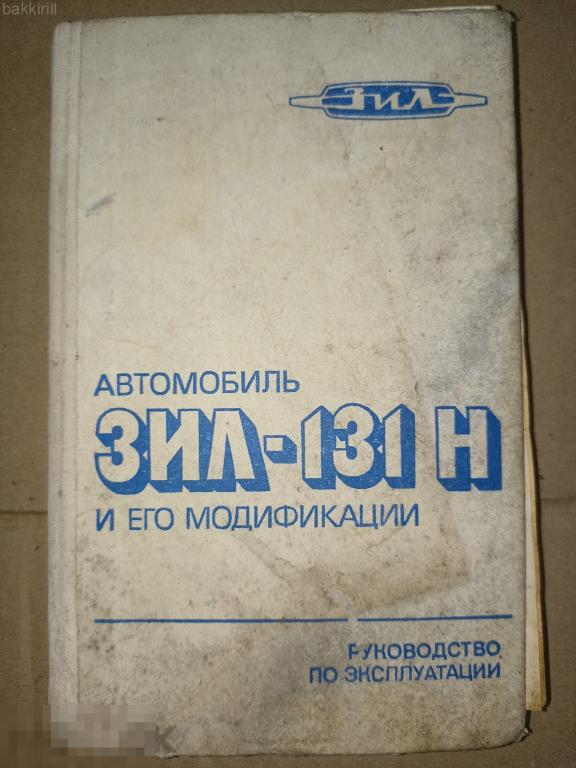 bakkirill
ЗИЛ
АВТОМОБИЛЬ
ЗИЛ-131 Н
И ЕГО МОДИФИКАЦИИ
РУКОВОДСТВО
ПО ЭКСПЛУАТАЦИИ